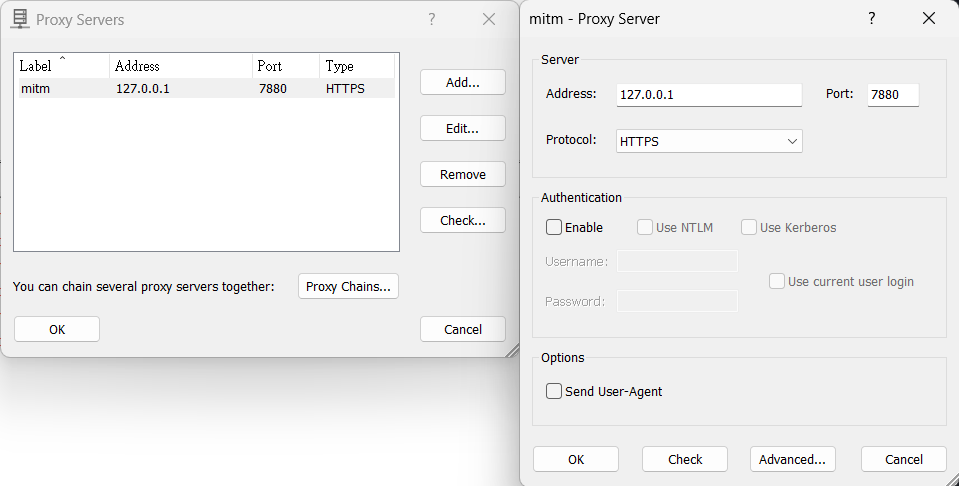 Proxy Servers
?
Label Address Port Type
mitm 127.0.0.1 7880 HTTPS
Add...
Edit...
Remove
Check...
You can chain several proxy servers together: Proxy Chains...
OK Cancel
mitm - Proxy Server
?
Server
Address: 127.0.0.1 Port: 7880
Protocol: HTTPS
Authentication
Enable Use NTLM Use Kerberos
Username:
Use current user login
Password:
Options
Send User-Agent
OK Check Advanced... Cancel